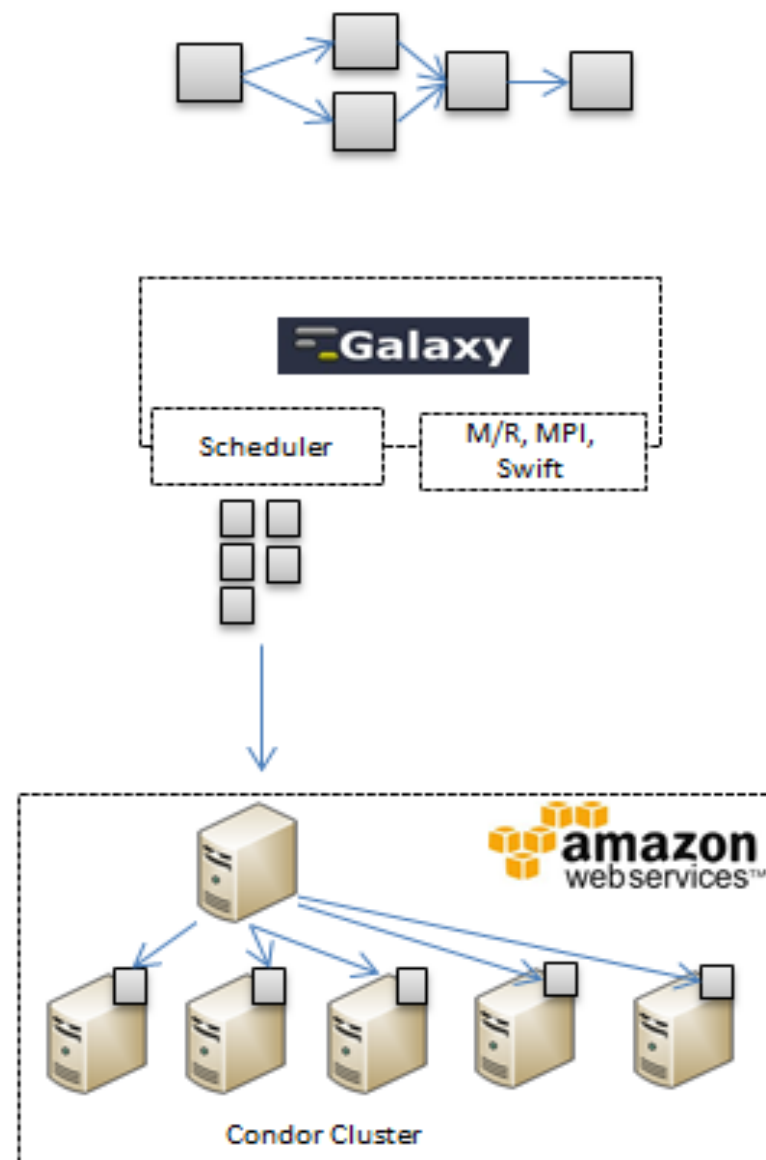 Galaxy
Scheduler
M/R, MPI,
Swift
amazon
webservices™
Condor Cluster